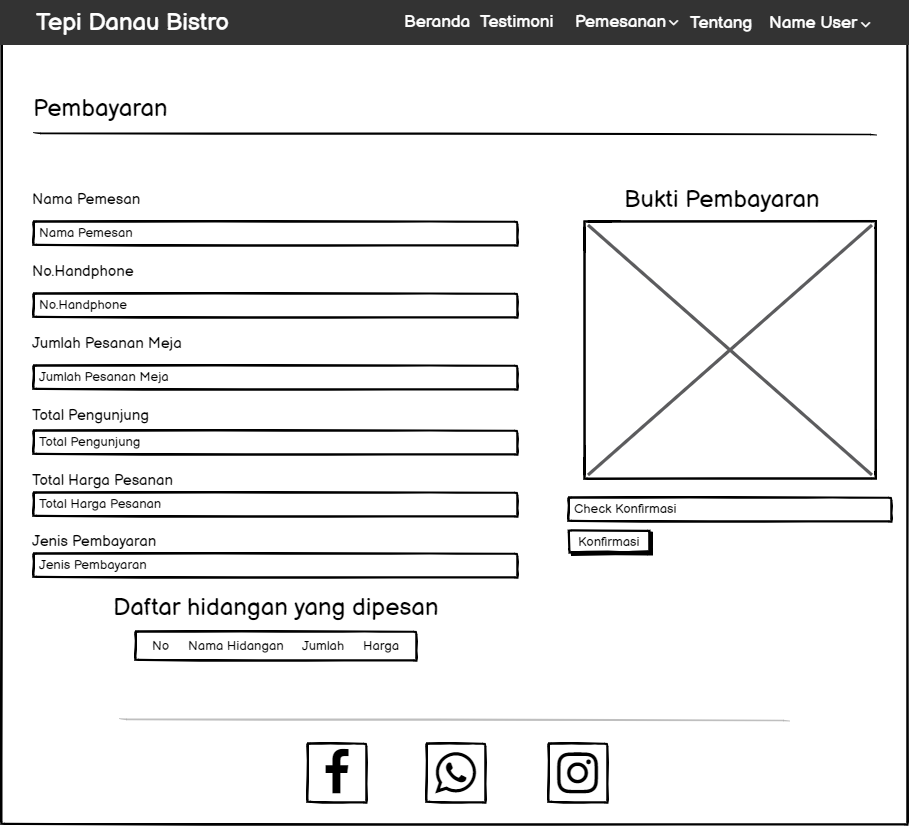 Tepi Danau Bistro Beranda Testimoni Pemesanan Tentang Name User
Pembayaran
Nama Pemesan
Nama Pemesan
No.Handphone
No.Handphone
Jumlah Pesanan Meja
Jumlah Pesanan Meja
Total Pengunjung
Total Pengunjung
Total Harga Pesanan
Total Harga Pesanan
Jenis Pembayaran
Jenis Pembayaran
Bukti Pembayaran
Check Konfirmasi
Konfirmasi
Daftar hidangan yang dipesan
No Nama Hidangan Jumlah Harga